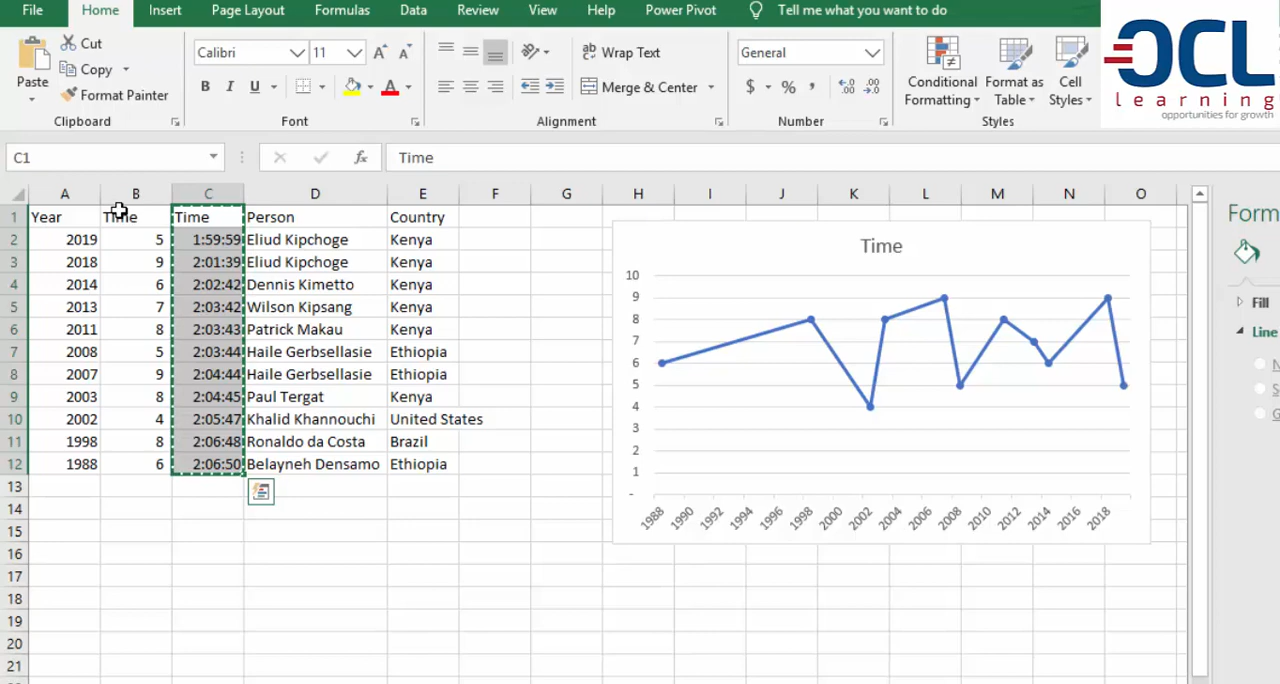 File Home Insert Page Layout Formulas Data Review View Help Power Pivot Tell me what you want to do
OCL
learning
opportunities for growth
Paste
Cut
Copy
Format Painter
Clipboard
Calibri 11
B I U A
Font
Wrap Text
Merge & Center
Alignment
General
$ % ,
Number
Conditional Formatting
Format as Table
Cell Styles
Styles
C1 fx Time
A B C D E F G H I J K L M N O
1 Year Time Time Person Country
2 2019 5 1:59:59 Eliud Kipchoge Kenya
3 2018 9 2:01:39 Eliud Kipchoge Kenya
4 2014 6 2:02:42 Dennis Kimetto Kenya
5 2013 7 2:03:42 Wilson Kipsang Kenya
6 2011 8 2:03:43 Patrick Makau Kenya
7 2008 5 2:03:44 Haile Gerbsellasie Ethiopia
8 2007 9 2:04:44 Haile Gerbsellasie Ethiopia
9 2003 8 2:04:45 Paul Tergat Kenya
10 2002 4 2:05:47 Khalid Khannouchi United States
11 1998 8 2:06:48 Ronaldo da Costa Brazil
12 1988 6 2:06:50 Belayneh Densamo Ethiopia
13
14
15
16
17
18
19
20
21
Time
10
9
8
7
6
5
4
3
2
1
-
1988 1990 1992 1994 1996 1998 2000 2002 2004 2006 2008 2010 2012 2014 2016 2018
Form
Fill
Line